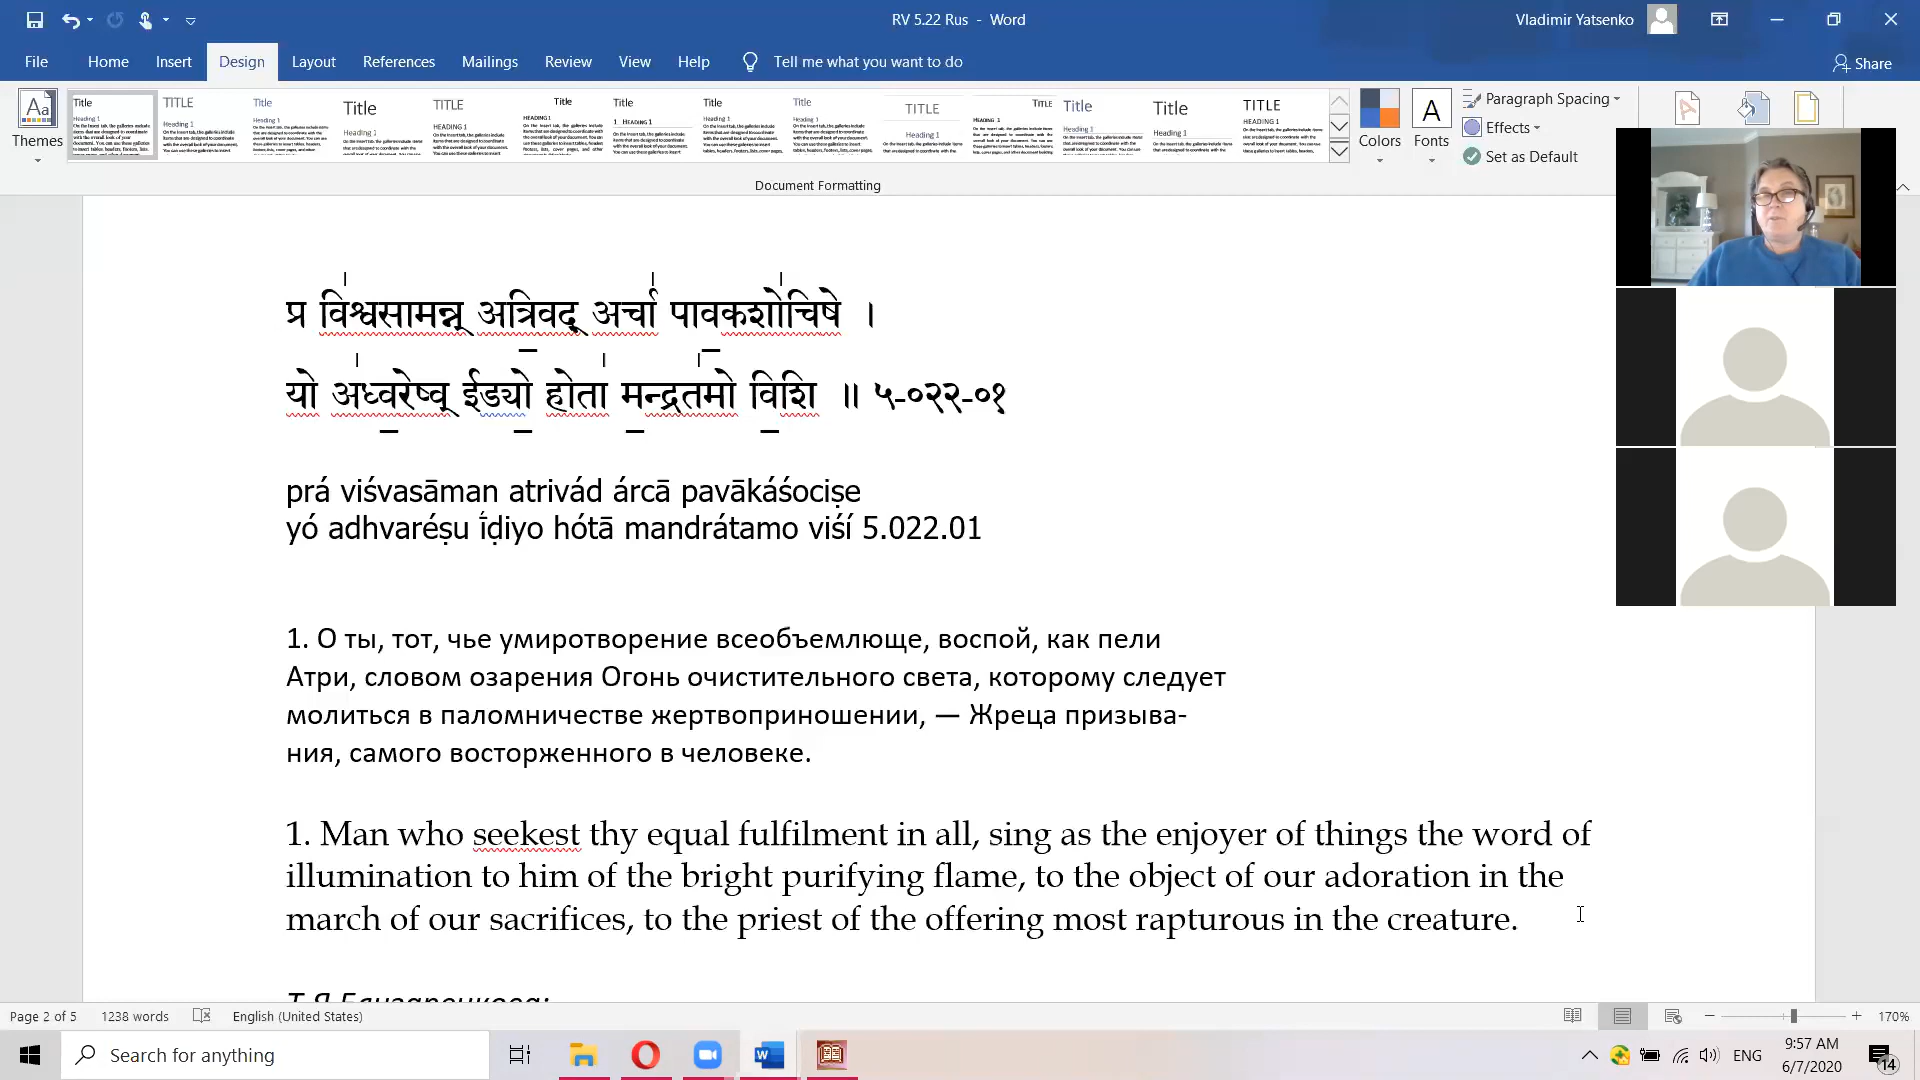 RV 5.22 Rus - Word
Vladimir Yatsenko
File Home Insert Design Layout References Mailings Review View Help Tell me what you want to do
Share
Themes
Colors
Fonts
Paragraph Spacing
Effects
Set as Default
Document Formatting
प्र विश्वसामन्न् अत्रिवद् अर्चा पावकशोचिषे ।
यो अध्वरेष्व् ईड्यो होता मन्द्रतमो विशि ॥ ५-०२२-०१
prá viśvasāman atrivád árcā pavākáśociṣe
yó adhvaréṣu ī́ḍiyo hótā mandrátamo viśí 5.022.01
1. О ты, тот, чье умиротворение всеобъемлюще, воспой, как пели
Атри, словом озарения Огонь очистительного света, которому следует
молиться в паломничестве жертвоприношении, — Жреца призыва-
ния, самого восторженного в человеке.
1. Man who seekest thy equal fulfilment in all, sing as the enjoyer of things the word of
illumination to him of the bright purifying flame, to the object of our adoration in the
march of our sacrifices, to the priest of the offering most rapturous in the creature.
Page 2 of 5 1238 words English (United States)
170%
Search for anything
ENG
9:57 AM
6/7/2020
14